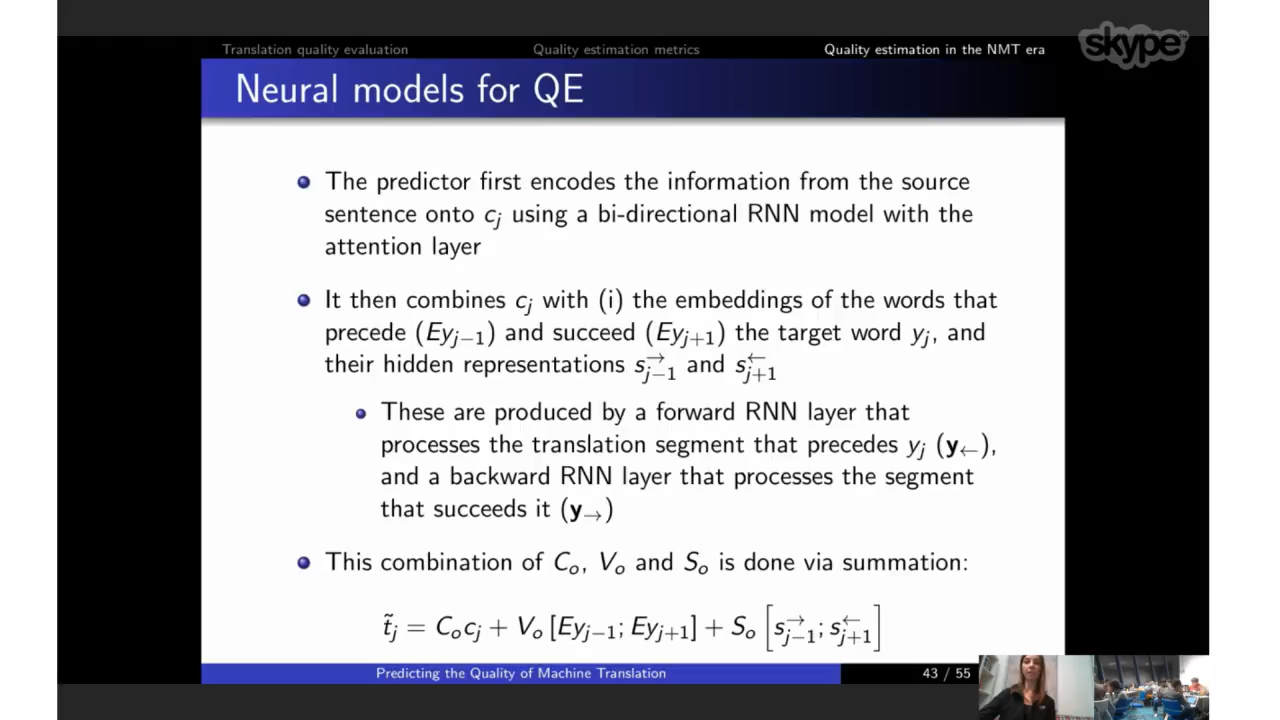 Translation quality evaluation Quality estimation metrics Quality estimation in the NMT era
skype™
Neural models for QE
The predictor first encodes the information from the source
sentence onto c_j using a bi-directional RNN model with the
attention layer
It then combines c_j with (i) the embeddings of the words that
precede (Ey_{j−1}) and succeed (Ey_{j+1}) the target word y_j, and
their hidden representations s^→_{j−1} and s^←_{j+1}
These are produced by a forward RNN layer that
processes the translation segment that precedes y_j (y_←),
and a backward RNN layer that processes the segment
that succeeds it (y_→)
This combination of C_o, V_o and S_o is done via summation:
t̃_j = C_o c_j + V_o [Ey_{j−1}; Ey_{j+1}] + S_o [s^→_{j−1}; s^←_{j+1}]
Predicting the Quality of Machine Translation 43 / 55